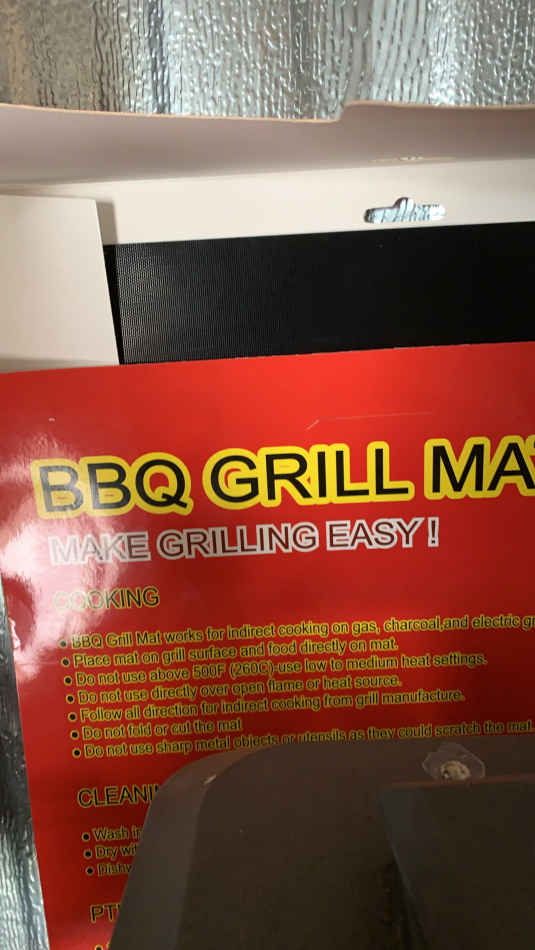 BBQ GRILL MA
MAKE GRILLING EASY!
COOKING
• BBQ Grill Mat works for indirect cooking on gas, charcoal,and electric
• Place mat on grill surface and food directly on mat.
• Do not use above 500F (260C)-use low to medium heat settings.
• Do not use directly over open flame or heat source.
• Follow all direction for indirect cooking from grill manufacture.
• Do not fold or cut the mat
• Do not use sharp metal objects or utensils as they could scratch the mat.
CLEANI
• Wash
• Dry
• Dishw